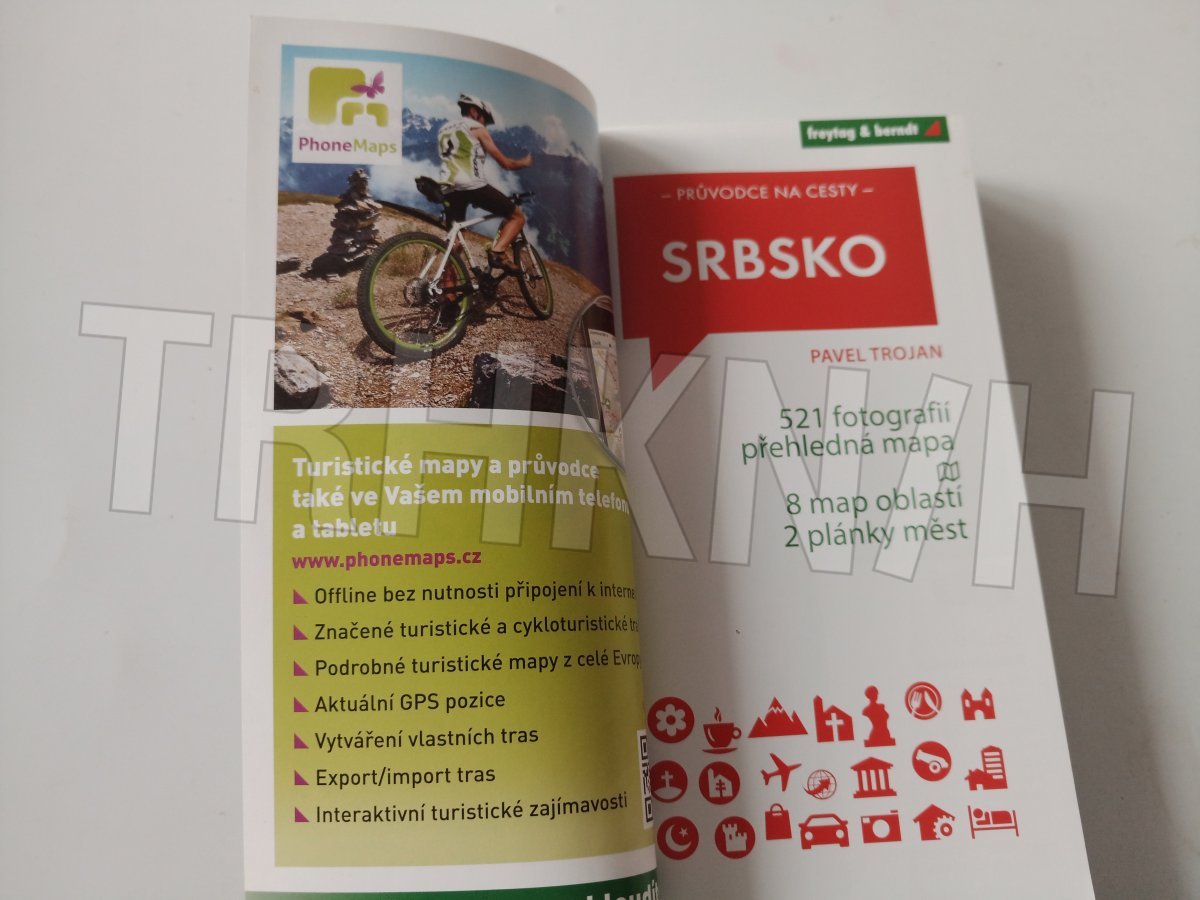 PhoneMaps
Turistické mapy a průvodce
také ve Vašem mobilním telefonu
a tabletu
www.phonemaps.cz
Offline bez nutnosti připojení k
Značené turistické a cykloturistické
Podrobné turistické mapy z celé
Aktuální GPS pozice
Vytváření vlastních tras
Export/import tras
Interaktivní turistické zajímavosti
freytag & berndt
– PRŮVODCE NA CESTY –
SRBSKO
PAVEL TROJAN
521 fotografií
přehledná mapa
8 map oblastí
2 plánky měst